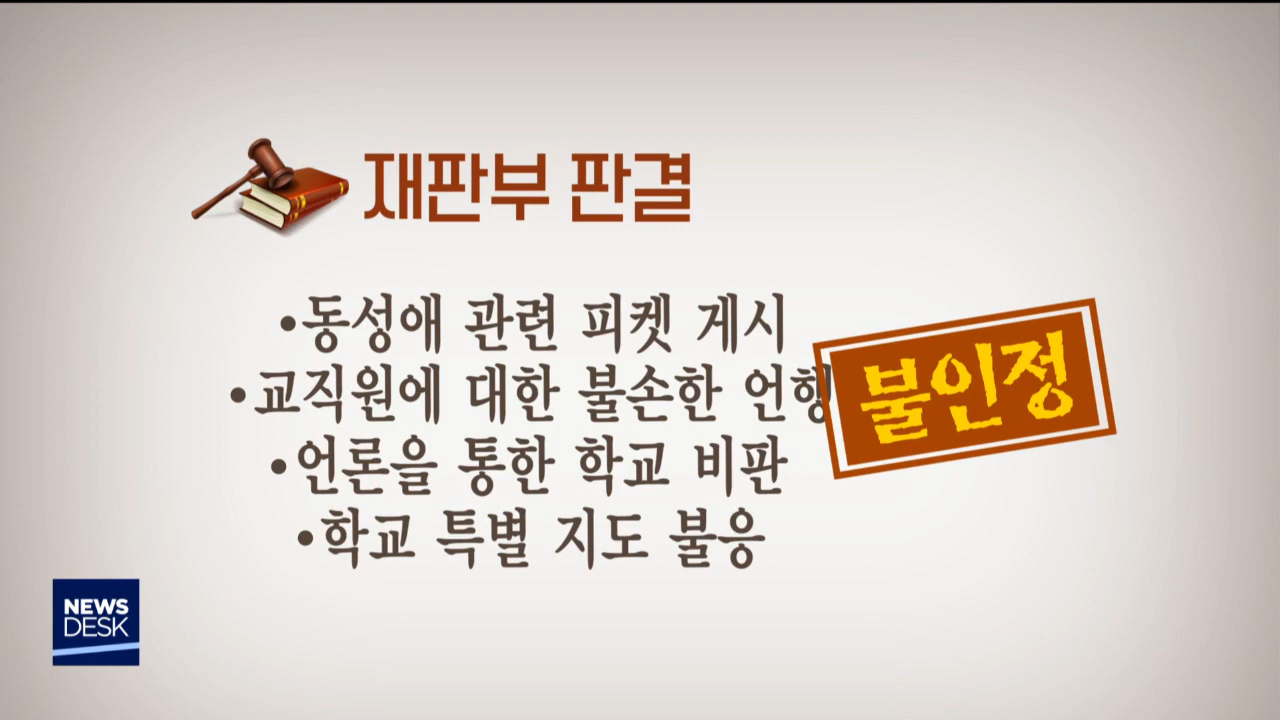 재판부 판결
•동성애 관련 피켓 게시
•교직원에 대한 불손한 언행
불인정
•언론을 통한 학교 비판
•학교 특별 지도 불응
NEWS
DESK